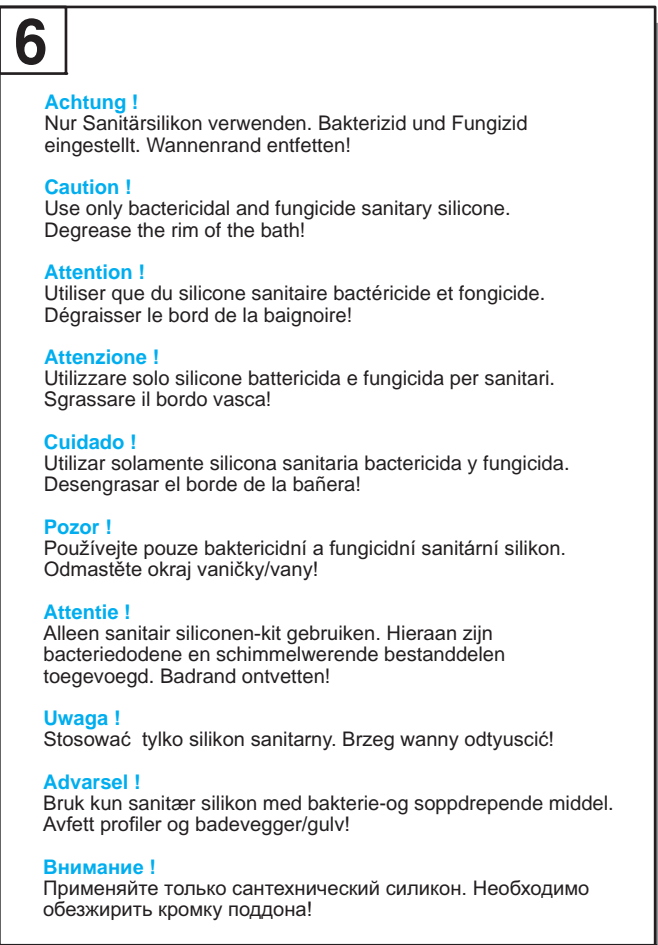 6
Achtung !
Nur Sanitärsilikon verwenden. Bakterizid und Fungizid
eingestellt. Wannenrand entfetten!
Caution !
Use only bactericidal and fungicide sanitary silicone.
Degrease the rim of the bath!
Attention !
Utiliser que du silicone sanitaire bactéricide et fongicide.
Dégraisser le bord de la baignoire!
Attenzione !
Utilizzare solo silicone battericida e fungicida per sanitari.
Sgrassare il bordo vasca!
Cuidado !
Utilizar solamente silicona sanitaria bactericida y fungicida.
Desengrasar el borde de la bañera!
Pozor !
Používejte pouze baktericidní a fungicidní sanitární silikon.
Odmastěte okraj vaničky/vany!
Attentie !
Alleen sanitair siliconen-kit gebruiken. Hieraan zijn
bacteriedodene en schimmelwerende bestanddelen
toegevoegd. Badrand ontvetten!
Uwaga !
Stosować  tylko silikon sanitarny. Brzeg wanny odtyuscić!
Advarsel !
Bruk kun sanitær silikon med bakterie-og soppdrepende middel.
Avfett profiler og badevegger/gulv!
Внимание !
Применяйте только сантехнический силикон. Необходимо
обезжирить кромку поддона!